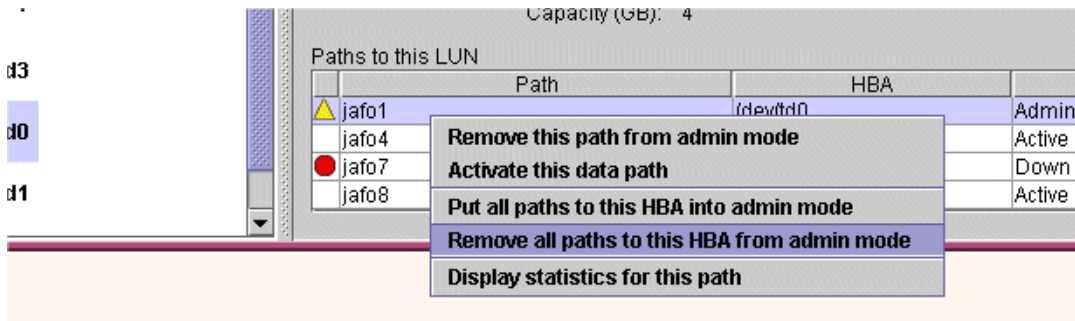 Capacity (GB): 4
Paths to this LUN
d3
Path HBA
jafo1 /dev/td0 Admin
d0
jafo4 Active
Remove this path from admin mode
jafo7 Down
Activate this data path
d1
jafo8 Active
Put all paths to this HBA into admin mode
Remove all paths to this HBA from admin mode
Display statistics for this path